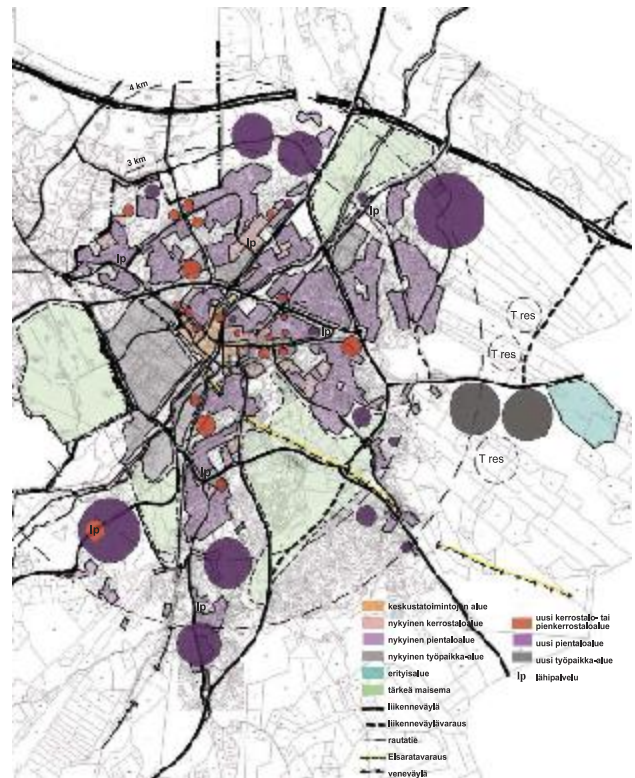 4 km
3 km
lp
lp
lp
lp
T res
T res
T res
lp
lp
lp
keskustatoimintojen alue
nykyinen kerrostaloalue
nykyinen pientaloalue
nykyinen työpaikka-alue
erityisalue
tärkeä maisema
liikenneväylä
liikenneväylävaraus
rautatie
Elsaratavaraus
veneväylä
uusi kerrostalo- tai
pienkerrostaloalue
uusi pientaloalue
uusi työpaikka-alue
lp lähipalvelu